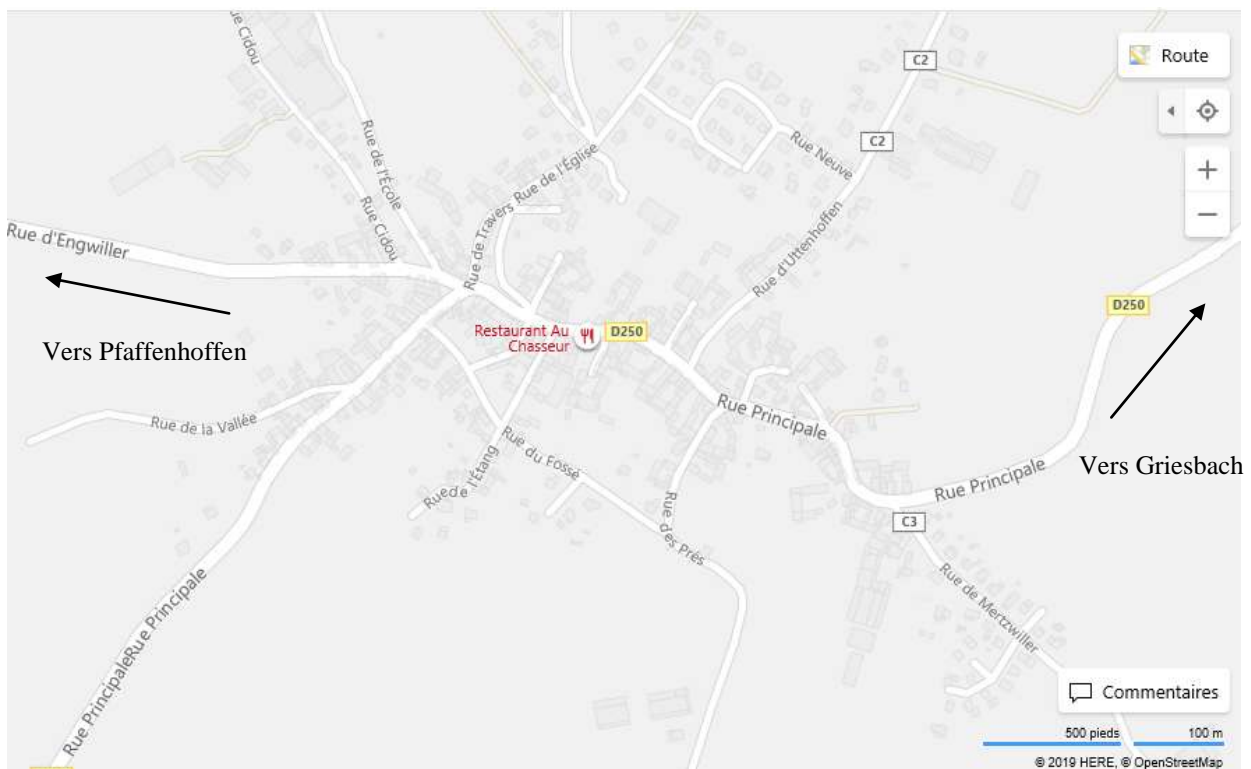 Rue Cidou
Rue de l'École
Rue Cidou
C2
C2
Route
Rue Neuve
Rue de l'Église
Rue de Travers
Rue d'Uttenhoffen
Rue d'Engwiller
D250
Vers Pfaffenhoffen
Restaurant Au
Chasseur
D250
Rue de la Vallée
Rue Principale
Vers Griesbach
Rue de l'Étang
Rue du Fossé
Rue des Prés
Rue Principale
C3
Rue de Mertzwiller
Rue Principale
Rue Principale
Commentaires
500 pieds
100 m
© 2019 HERE, © OpenStreetMap